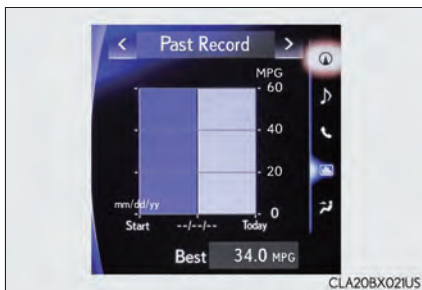 < Past Record >
MPG
60
40
20
0
mm/dd/yy
Start --/--/-- Today
Best 34.0 MPG
CLA20BX021US